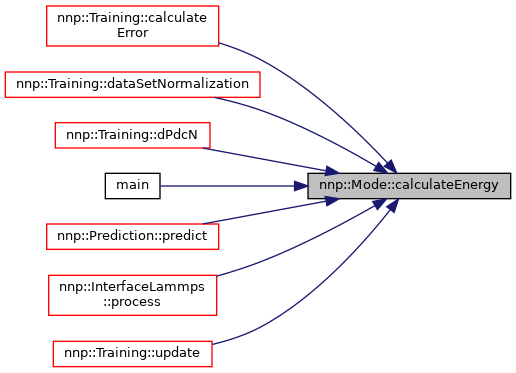 nnp::Training::calculate
Error
nnp::Training::dataSetNormalization
nnp::Training::dPdcN
main
nnp::Mode::calculateEnergy
nnp::Prediction::predict
nnp::InterfaceLammps
::process
nnp::Training::update